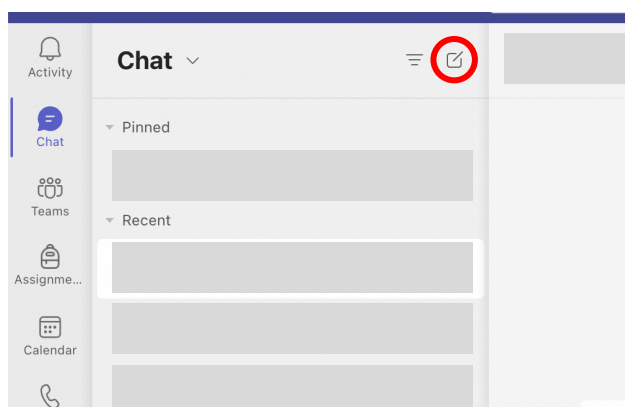 Activity
Chat
Teams
Assignme...
Calendar
Chat
Pinned
Recent